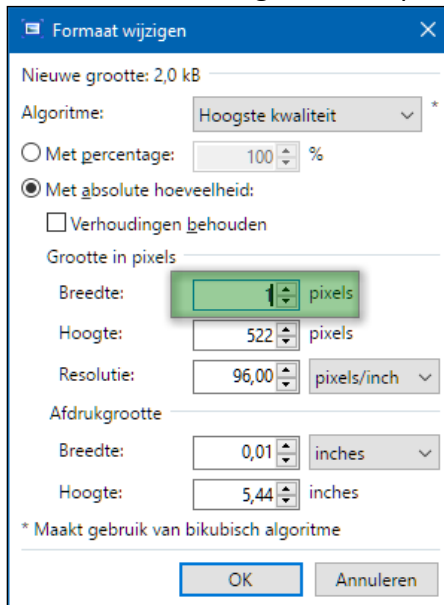 Formaat wijzigen
Nieuwe grootte: 2,0 kB
Algoritme: Hoogste kwaliteit *
Met percentage: 100 %
Met absolute hoeveelheid:
Verhoudingen behouden
Grootte in pixels
Breedte: 1 pixels
Hoogte: 522 pixels
Resolutie: 96,00 pixels/inch
Afdrukgrootte
Breedte: 0,01 inches
Hoogte: 5,44 inches
* Maakt gebruik van bikubisch algoritme
OK Annuleren